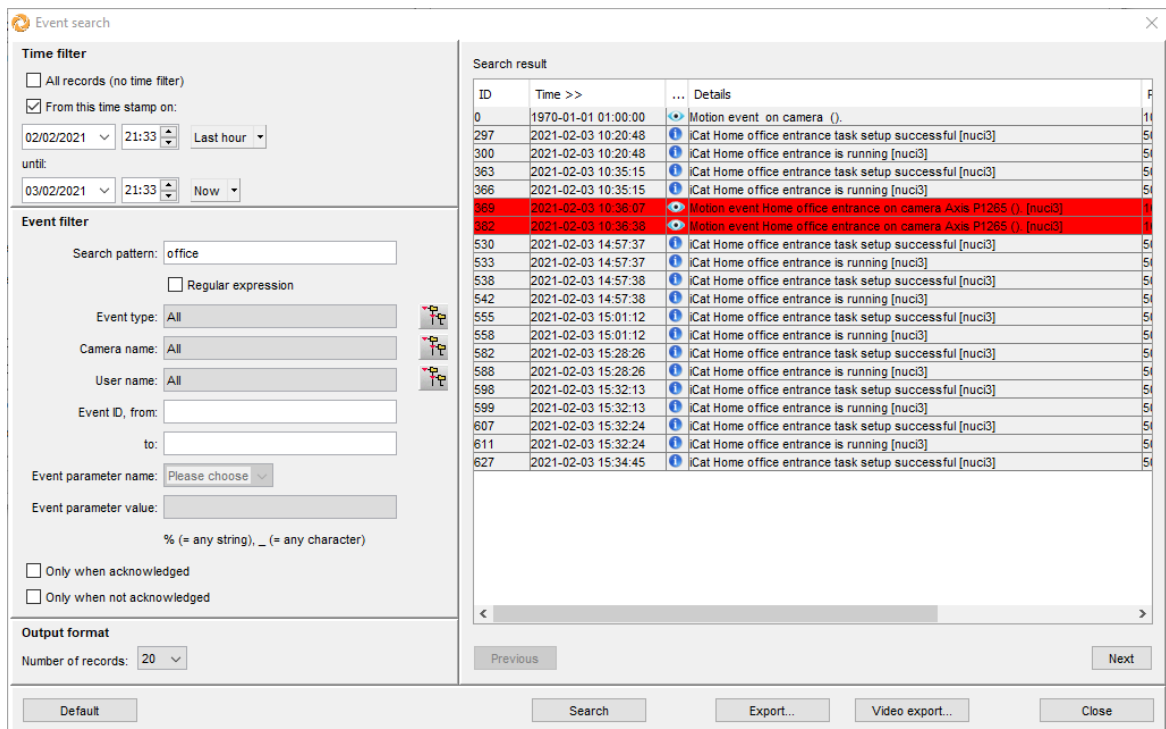 Event search
Time filter
All records (no time filter)
From this time stamp on:
02/02/2021 21:33 Last hour
until:
03/02/2021 21:33 Now
Event filter
Search pattern: office
Regular expression
Event type: All
Camera name: All
User name: All
Event ID, from:
to:
Event parameter name: Please choose
Event parameter value:
% (= any string), _ (= any character)
Only when acknowledged
Only when not acknowledged
Output format
Number of records: 20
Search result
ID Time >> ... Details
0 1970-01-01 01:00:00 Motion event on camera ().
297 2021-02-03 10:20:48 iCat Home office entrance task setup successful [nuci3]
300 2021-02-03 10:20:48 iCat Home office entrance is running [nuci3]
363 2021-02-03 10:35:15 iCat Home office entrance task setup successful [nuci3]
366 2021-02-03 10:35:15 iCat Home office entrance is running [nuci3]
369 2021-02-03 10:36:07 Motion event Home office entrance on camera Axis P1265 (). [nuci3]
382 2021-02-03 10:36:38 Motion event Home office entrance on camera Axis P1265 (). [nuci3]
530 2021-02-03 14:57:37 iCat Home office entrance task setup successful [nuci3]
533 2021-02-03 14:57:37 iCat Home office entrance is running [nuci3]
538 2021-02-03 14:57:38 iCat Home office entrance task setup successful [nuci3]
542 2021-02-03 14:57:38 iCat Home office entrance is running [nuci3]
555 2021-02-03 15:01:12 iCat Home office entrance task setup successful [nuci3]
558 2021-02-03 15:01:12 iCat Home office entrance is running [nuci3]
582 2021-02-03 15:28:26 iCat Home office entrance task setup successful [nuci3]
588 2021-02-03 15:28:26 iCat Home office entrance is running [nuci3]
598 2021-02-03 15:32:13 iCat Home office entrance task setup successful [nuci3]
599 2021-02-03 15:32:13 iCat Home office entrance is running [nuci3]
607 2021-02-03 15:32:24 iCat Home office entrance task setup successful [nuci3]
611 2021-02-03 15:32:24 iCat Home office entrance is running [nuci3]
627 2021-02-03 15:34:45 iCat Home office entrance task setup successful [nuci3]
Previous Next
Default Search Export... Video export... Close